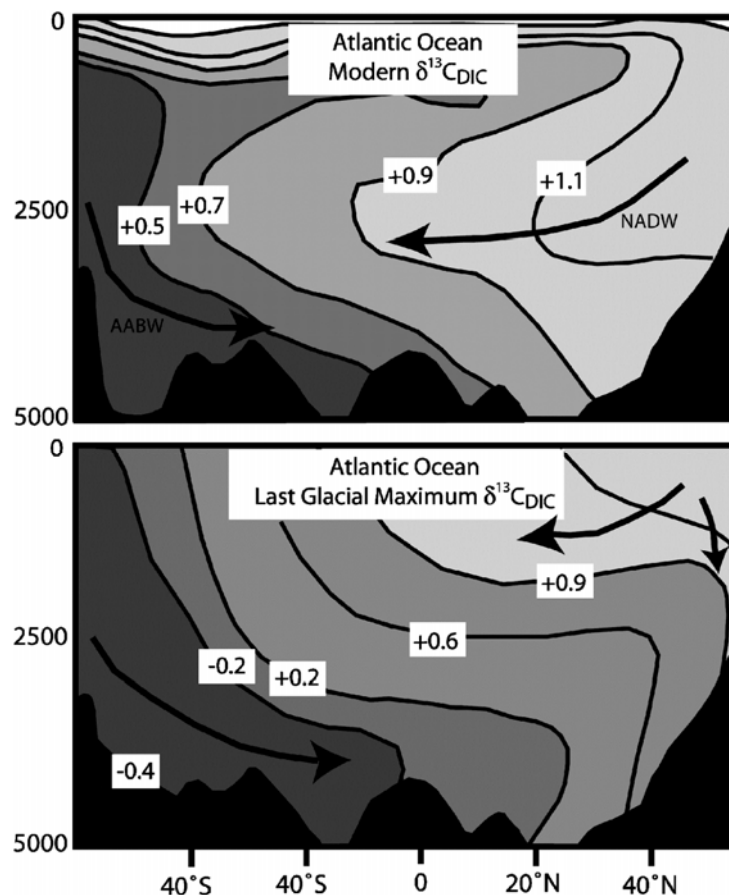 0
Atlantic Ocean
Modern δ¹³C_DIC
+0.9
+1.1
2500
+0.7
+0.5
NADW
AABW
5000
0
Atlantic Ocean
Last Glacial Maximum δ¹³C_DIC
+0.9
2500
+0.6
-0.2
+0.2
-0.4
5000
40˚S
40˚S
0
20˚N
40˚N